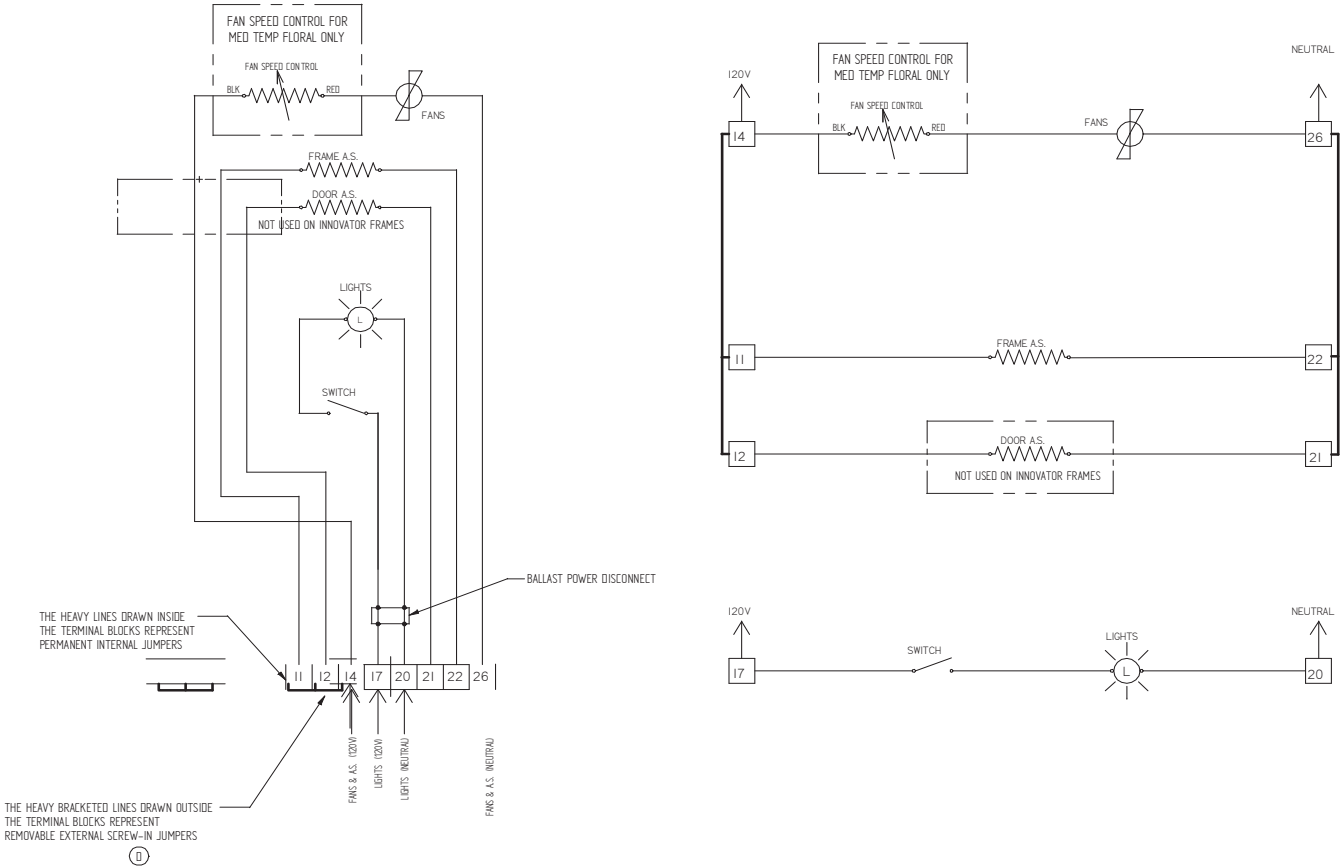 FAN SPEED CONTROL FOR
MED TEMP FLORAL ONLY
FAN SPEED CONTROL
BLK
RED
FANS
FRAME A.S.
DOOR A.S.
NOT USED ON INNOVATOR FRAMES
LIGHTS
L
SWITCH
BALLAST POWER DISCONNECT
THE HEAVY LINES DRAWN INSIDE
THE TERMINAL BLOCKS REPRESENT
PERMANENT INTERNAL JUMPERS
11 12 14 17 20 21 22 26
FANS & A.S. (120V)
LIGHTS (120V)
LIGHTS (NEUTRAL)
FANS & A.S. (NEUTRAL)
THE HEAVY BRACKETED LINES DRAWN OUTSIDE
THE TERMINAL BLOCKS REPRESENT
REMOVABLE EXTERNAL SCREW-IN JUMPERS
D
120V
NEUTRAL
FAN SPEED CONTROL FOR
MED TEMP FLORAL ONLY
FAN SPEED CONTROL
14
BLK
RED
FANS
26
FRAME A.S.
11
22
DOOR A.S.
12
21
NOT USED ON INNOVATOR FRAMES
120V
NEUTRAL
SWITCH
LIGHTS
17
L
20